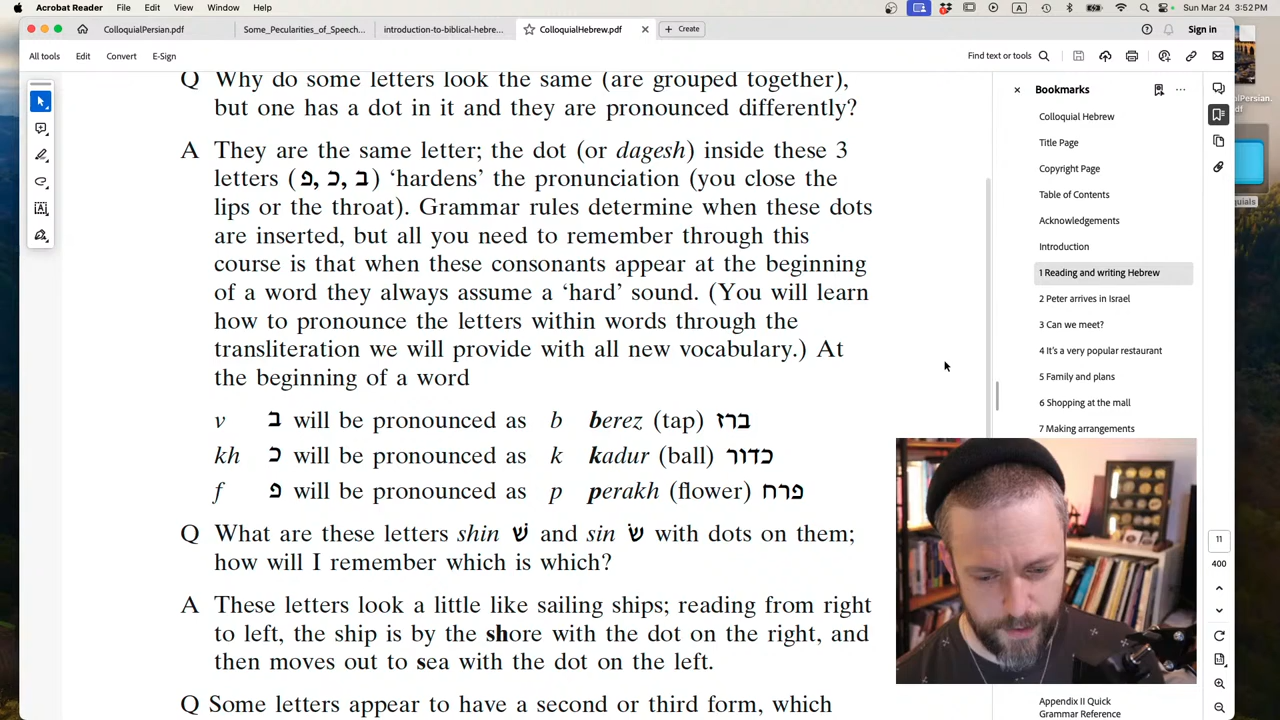 Acrobat Reader File Edit View Window Help Sun Mar 24 3:52 PM
ColloquialPersian.pdf Some_Pecularities_of_Speech... introduction-to-biblical-hebre... ColloquialHebrew.pdf Create Sign in
All tools Edit Convert E-Sign Find text or tools
Q Why do some letters look the same (are grouped together),
but one has a dot in it and they are pronounced differently?
A They are the same letter; the dot (or dagesh) inside these 3
letters (פ, כ, ב) ‘hardens’ the pronunciation (you close the
lips or the throat). Grammar rules determine when these dots
are inserted, but all you need to remember through this
course is that when these consonants appear at the beginning
of a word they always assume a ‘hard’ sound. (You will learn
how to pronounce the letters within words through the
transliteration we will provide with all new vocabulary.) At
the beginning of a word
v ב will be pronounced as b berez (tap) ברז
kh כ will be pronounced as k kadur (ball) כדור
f פ will be pronounced as p perakh (flower) פרח
Q What are these letters shin שׁ and sin שׂ with dots on them;
how will I remember which is which?
A These letters look a little like sailing ships; reading from right
to left, the ship is by the shore with the dot on the right, and
then moves out to sea with the dot on the left.
Q Some letters appear to have a second or third form, which
Bookmarks
Colloquial Hebrew
Title Page
Copyright Page
Table of Contents
Acknowledgements
Introduction
1 Reading and writing Hebrew
2 Peter arrives in Israel
3 Can we meet?
4 It's a very popular restaurant
5 Family and plans
6 Shopping at the mall
7 Making arrangements
Appendix II Quick
Grammar Reference
11
400